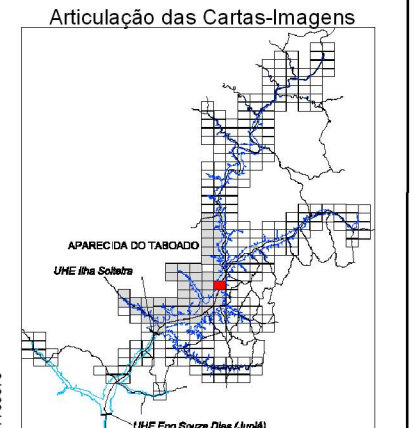 Articulação das Cartas-Imagens
APARECIDA DO TABOADO
UHE Ilha Solteira
UHE Eng Souza Dias (Jupiá)